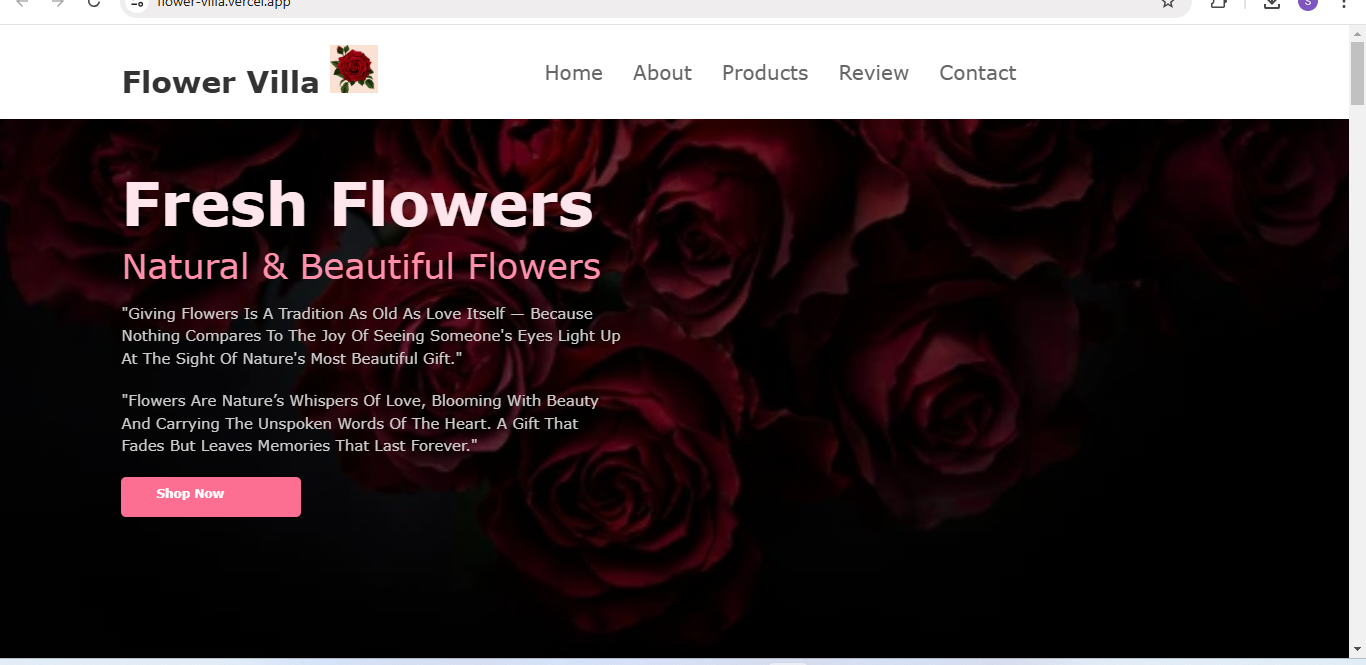 flower-villa.vercel.app
S
Flower Villa
Home About Products Review Contact
Fresh Flowers
Natural & Beautiful Flowers
"Giving Flowers Is A Tradition As Old As Love Itself — Because
Nothing Compares To The Joy Of Seeing Someone's Eyes Light Up
At The Sight Of Nature's Most Beautiful Gift."
"Flowers Are Nature’s Whispers Of Love, Blooming With Beauty
And Carrying The Unspoken Words Of The Heart. A Gift That
Fades But Leaves Memories That Last Forever."
Shop Now